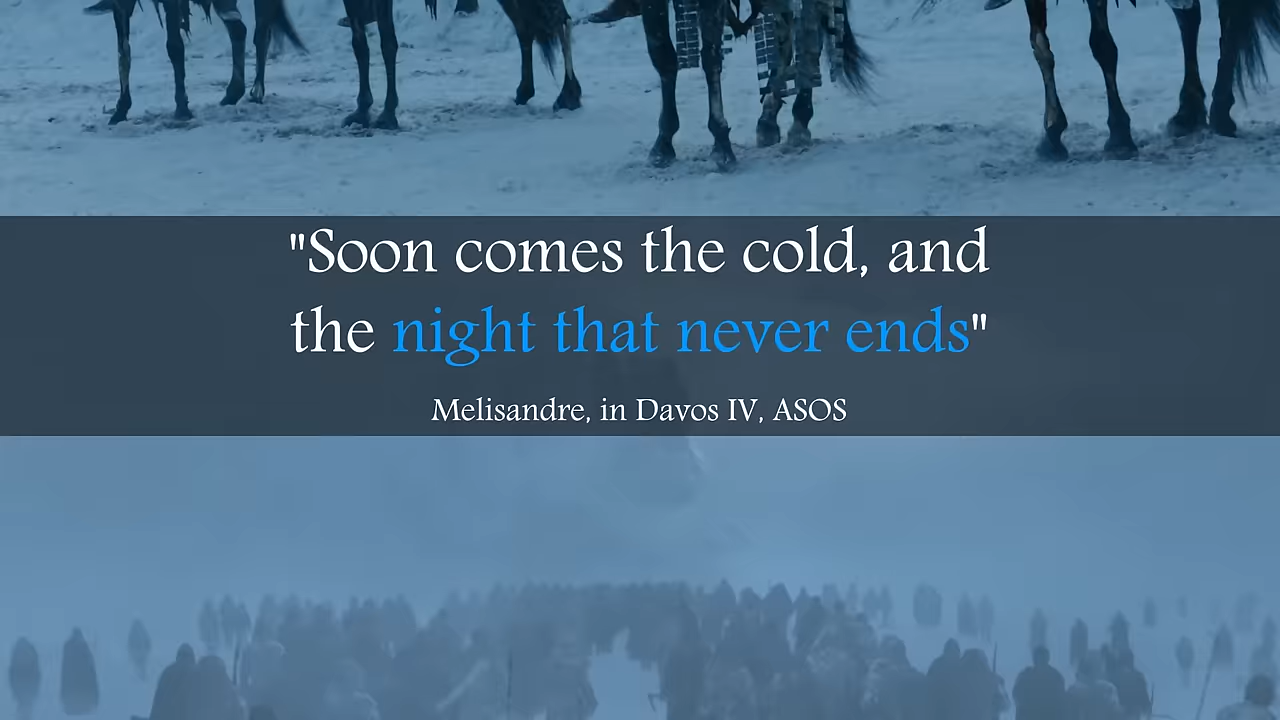 "Soon comes the cold, and
the night that never ends"
Melisandre, in Davos IV, ASOS